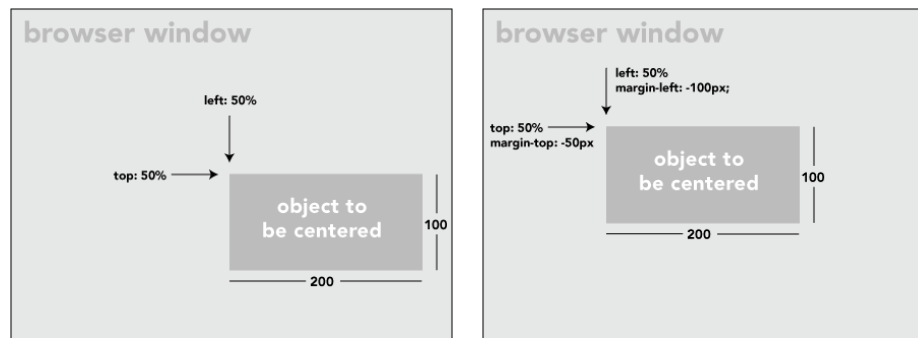 browser window
left: 50%
top: 50%
object to
be centered
100
200
browser window
left: 50%
margin-left: -100px;
top: 50%
margin-top: -50px
object to
be centered
100
200